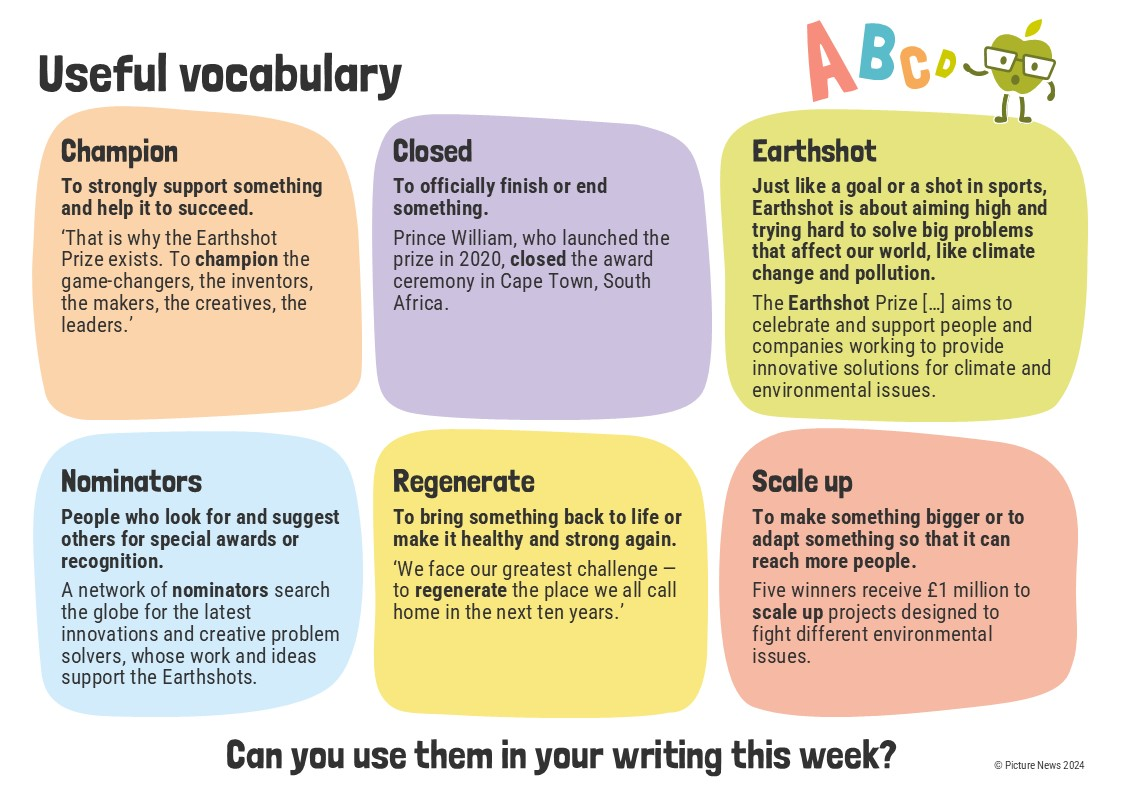 Useful vocabulary
A B C D
Champion
To strongly support something
and help it to succeed.
‘That is why the Earthshot
Prize exists. To champion the
game-changers, the inventors,
the makers, the creatives, the
leaders.’
Closed
To officially finish or end
something.
Prince William, who launched the
prize in 2020, closed the award
ceremony in Cape Town, South
Africa.
Earthshot
Just like a goal or a shot in sports,
Earthshot is about aiming high and
trying hard to solve big problems
that affect our world, like climate
change and pollution.
The Earthshot Prize [...] aims to
celebrate and support people and
companies working to provide
innovative solutions for climate and
environmental issues.
Nominators
People who look for and suggest
others for special awards or
recognition.
A network of nominators search
the globe for the latest
innovations and creative problem
solvers, whose work and ideas
support the Earthshots.
Regenerate
To bring something back to life or
make it healthy and strong again.
‘We face our greatest challenge –
to regenerate the place we all call
home in the next ten years.’
Scale up
To make something bigger or to
adapt something so that it can
reach more people.
Five winners receive £1 million to
scale up projects designed to
fight different environmental
issues.
Can you use them in your writing this week?
© Picture News 2024